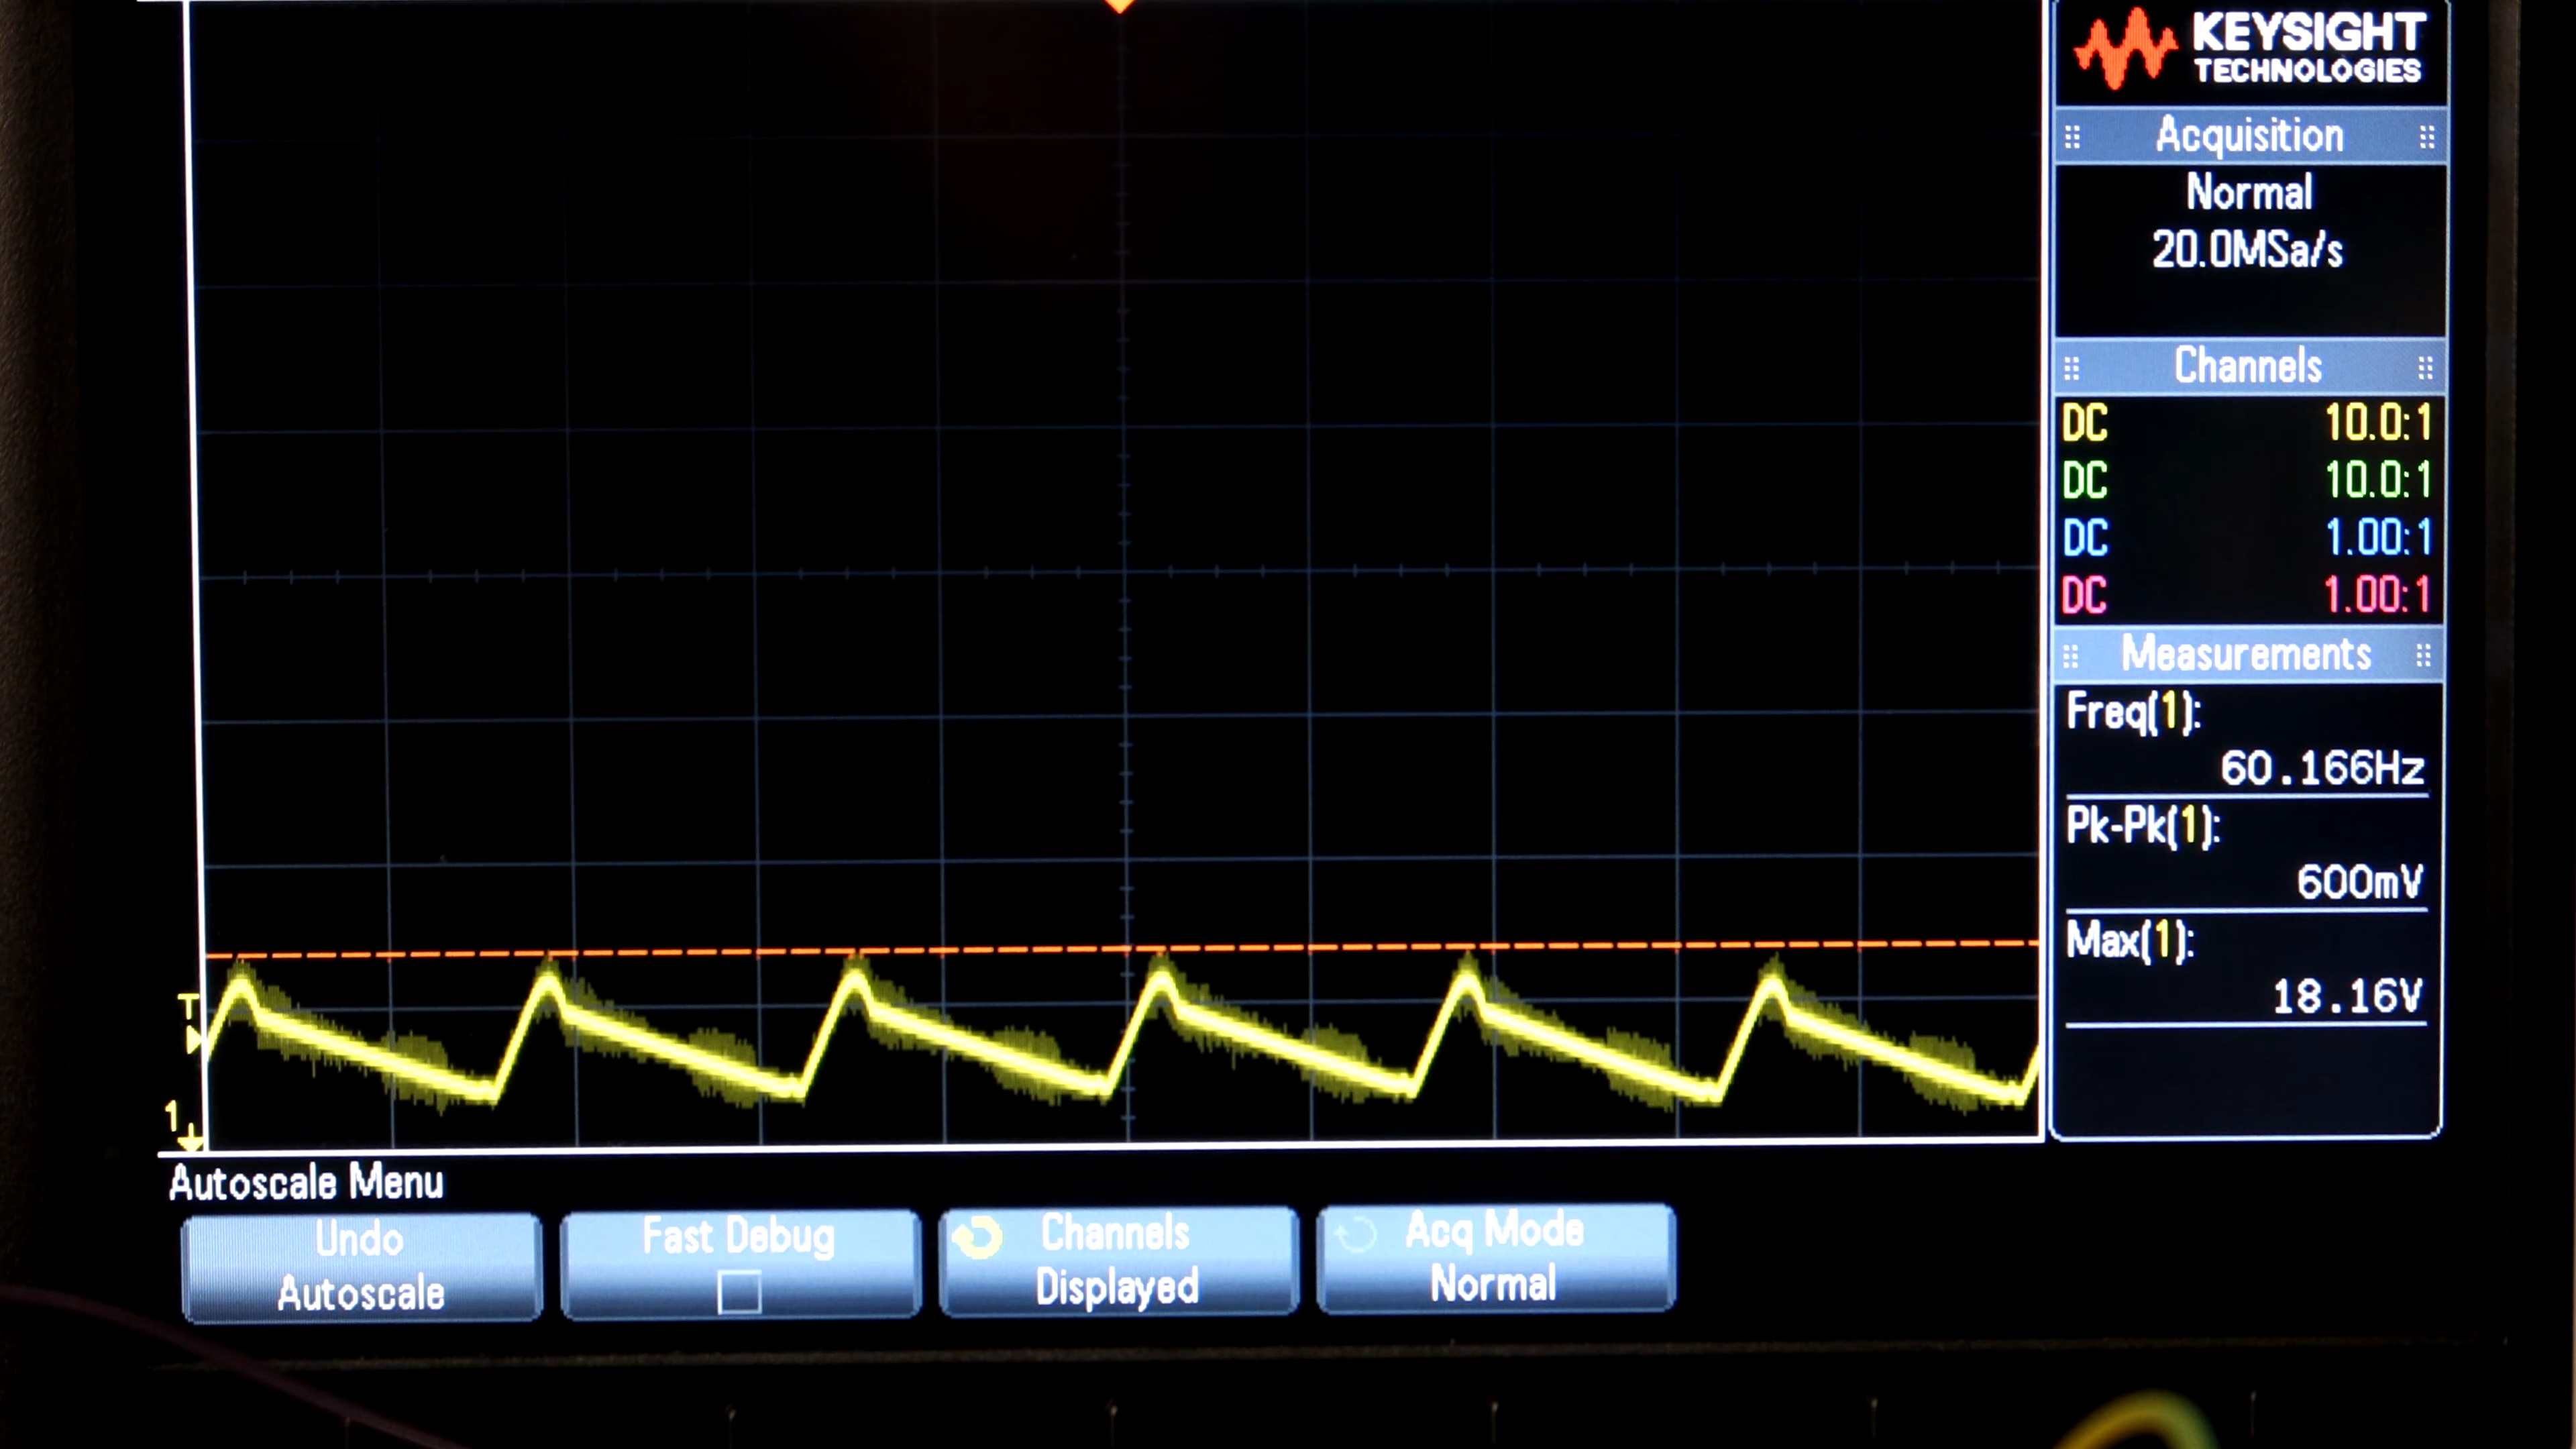 KEYSIGHT
TECHNOLOGIES
Acquisition
Normal
20.0MSa/s
Channels
DC 10.0:1
DC 10.0:1
DC 1.00:1
DC 1.00:1
Measurements
Freq(1):
60.166Hz
Pk-Pk(1):
600mV
Max(1):
18.16V
T
1
Autoscale Menu
Undo
Autoscale
Fast Debug
Channels
Displayed
Acq Mode
Normal